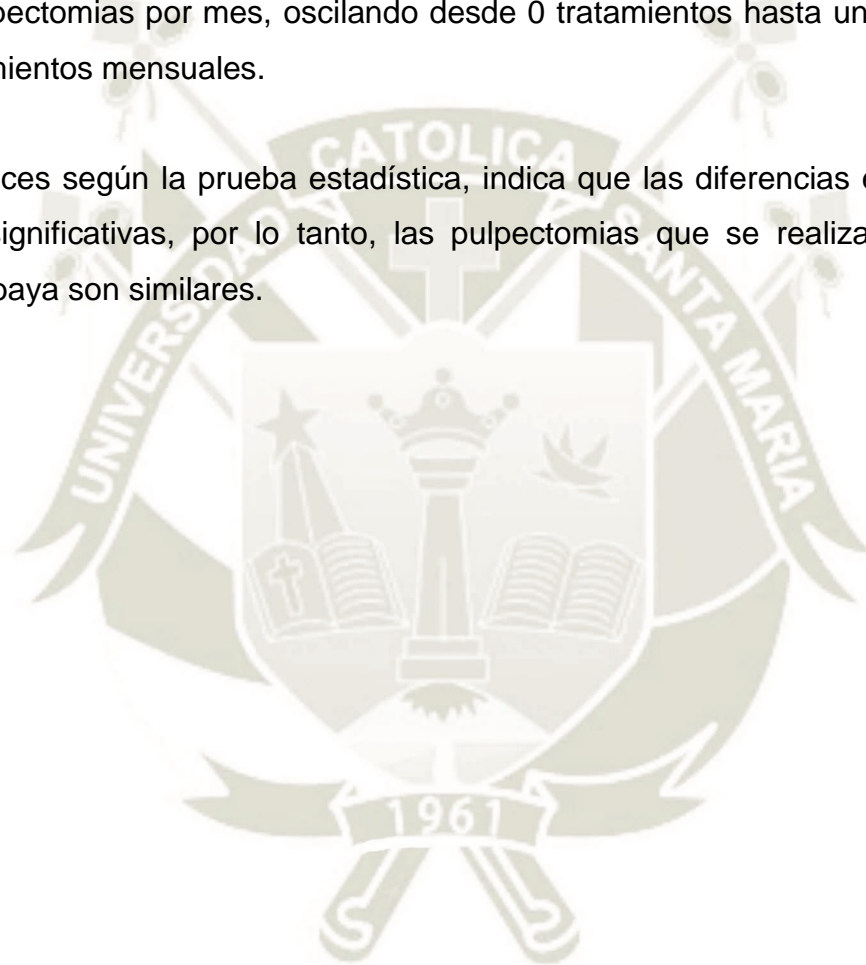 pectomias por mes, oscilando desde 0 tratamientos hasta un
mientos mensuales.
ces según la prueba estadística, indica que las diferencias
significativas, por lo tanto, las pulpectomias que se realiza
paya son similares.
UNIVERSIDAD CATOLICA SANTA MARIA
1961